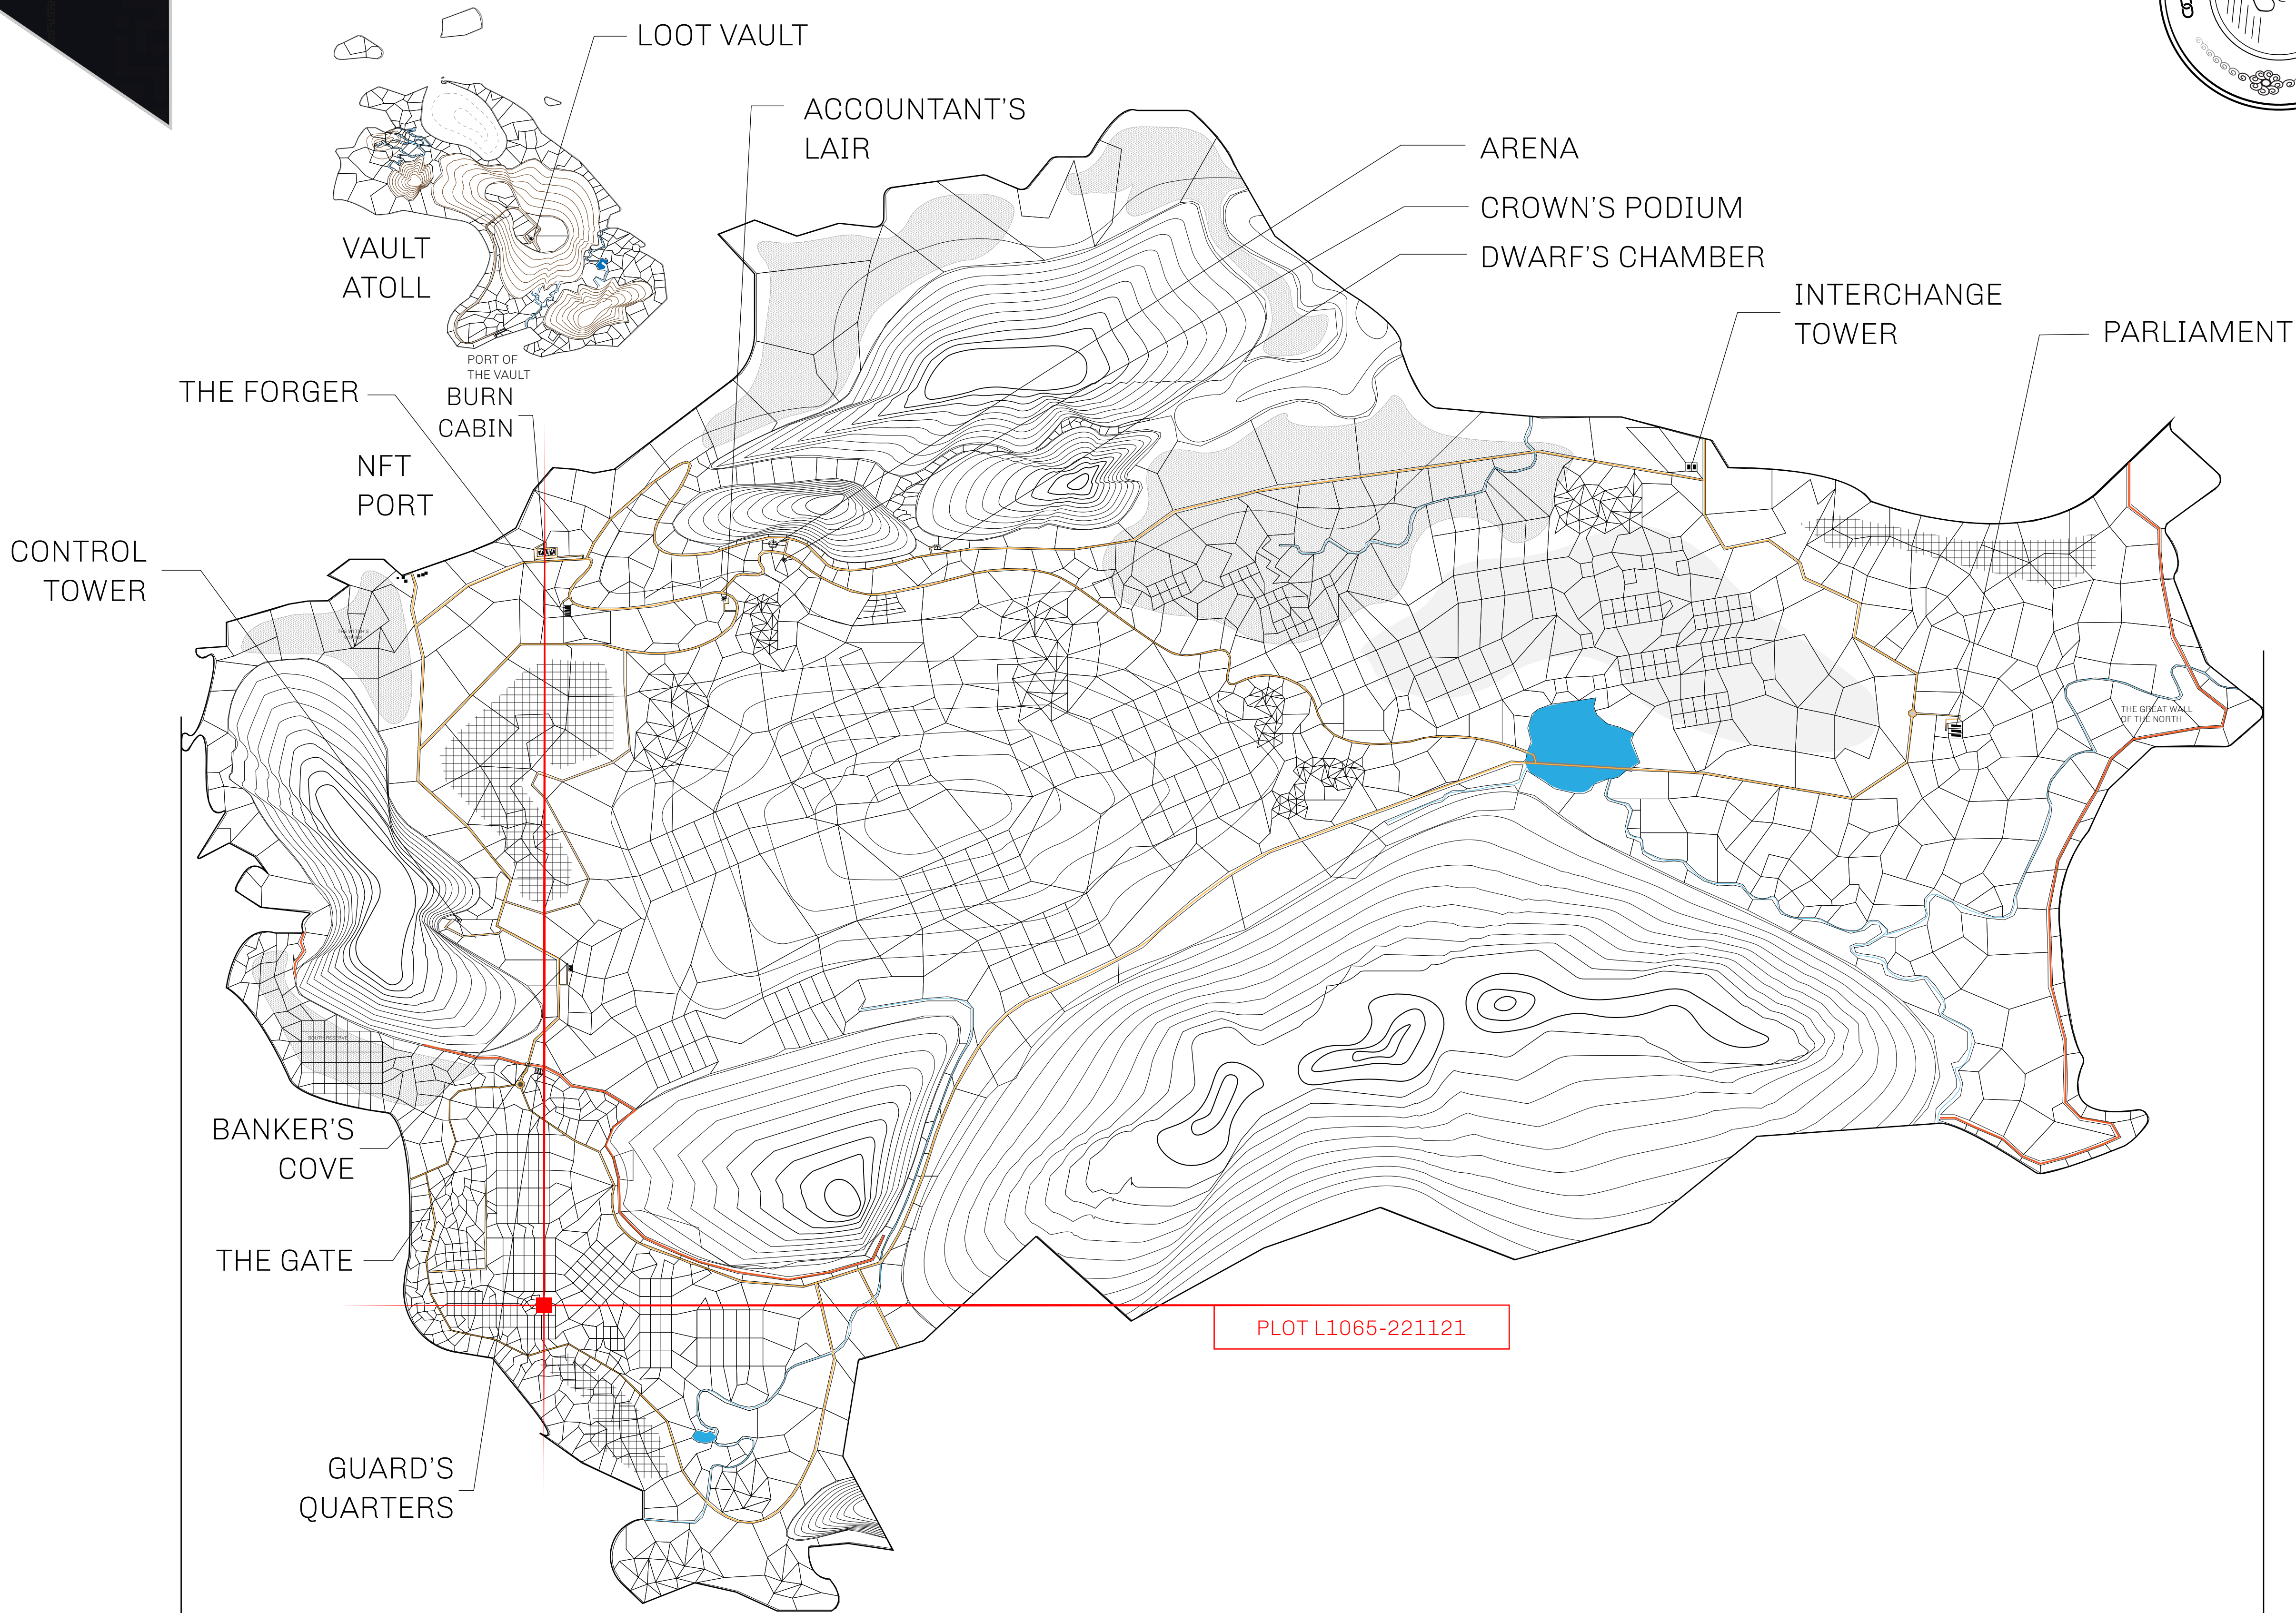 LOOT VAULT
ACCOUNTANT'S
LAIR
ARENA
CROWN'S PODIUM
DWARF'S CHAMBER
INTERCHANGE
TOWER
PARLIAMENT
VAULT
ATOLL
PORT OF
THE VAULT
THE FORGER
BURN
CABIN
NFT
PORT
CONTROL
TOWER
THE GREAT WALL
OF THE NORTH
SOUTH RESERVE
BANKER'S
COVE
THE GATE
PLOT L1065-221121
GUARD'S
QUARTERS